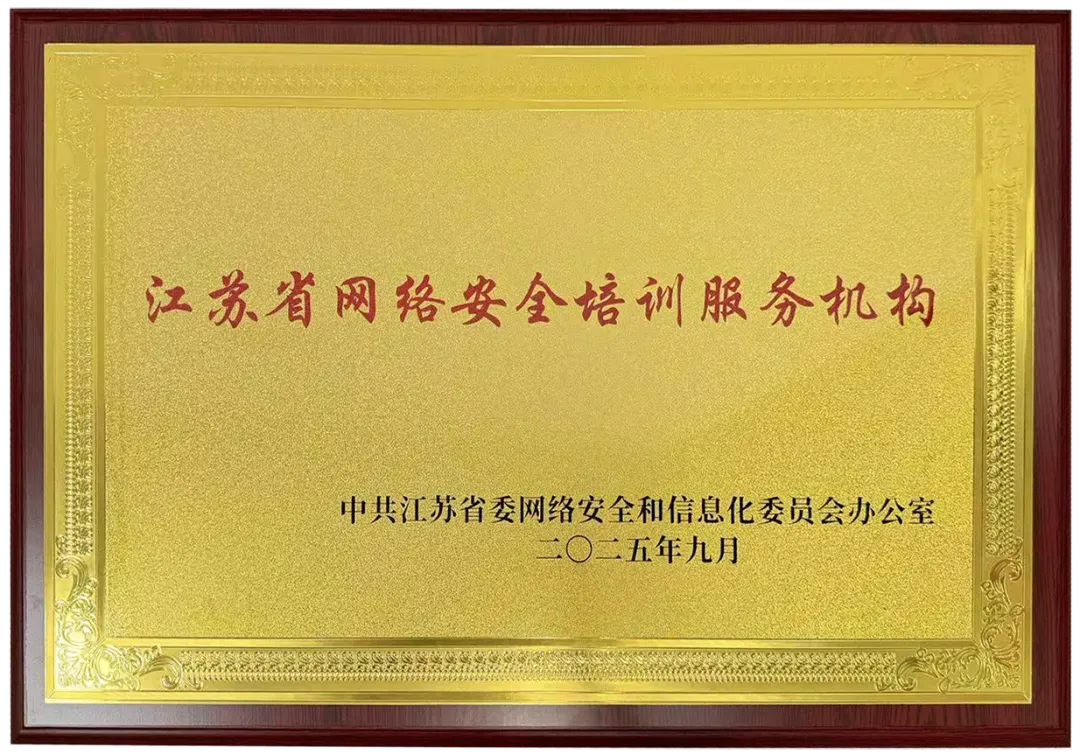 江苏省网络安全培训服务机构
中共江苏省委网络安全和信息化委员会办公室
二〇二五年九月